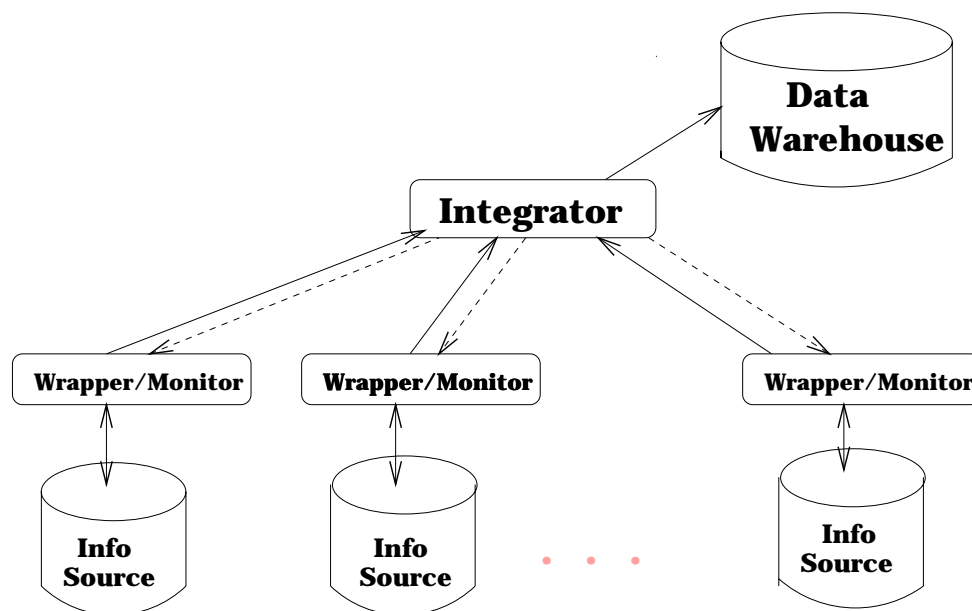 Data
Warehouse
Integrator
Wrapper/Monitor
Wrapper/Monitor
Wrapper/Monitor
Info
Source
Info
Source
Info
Source